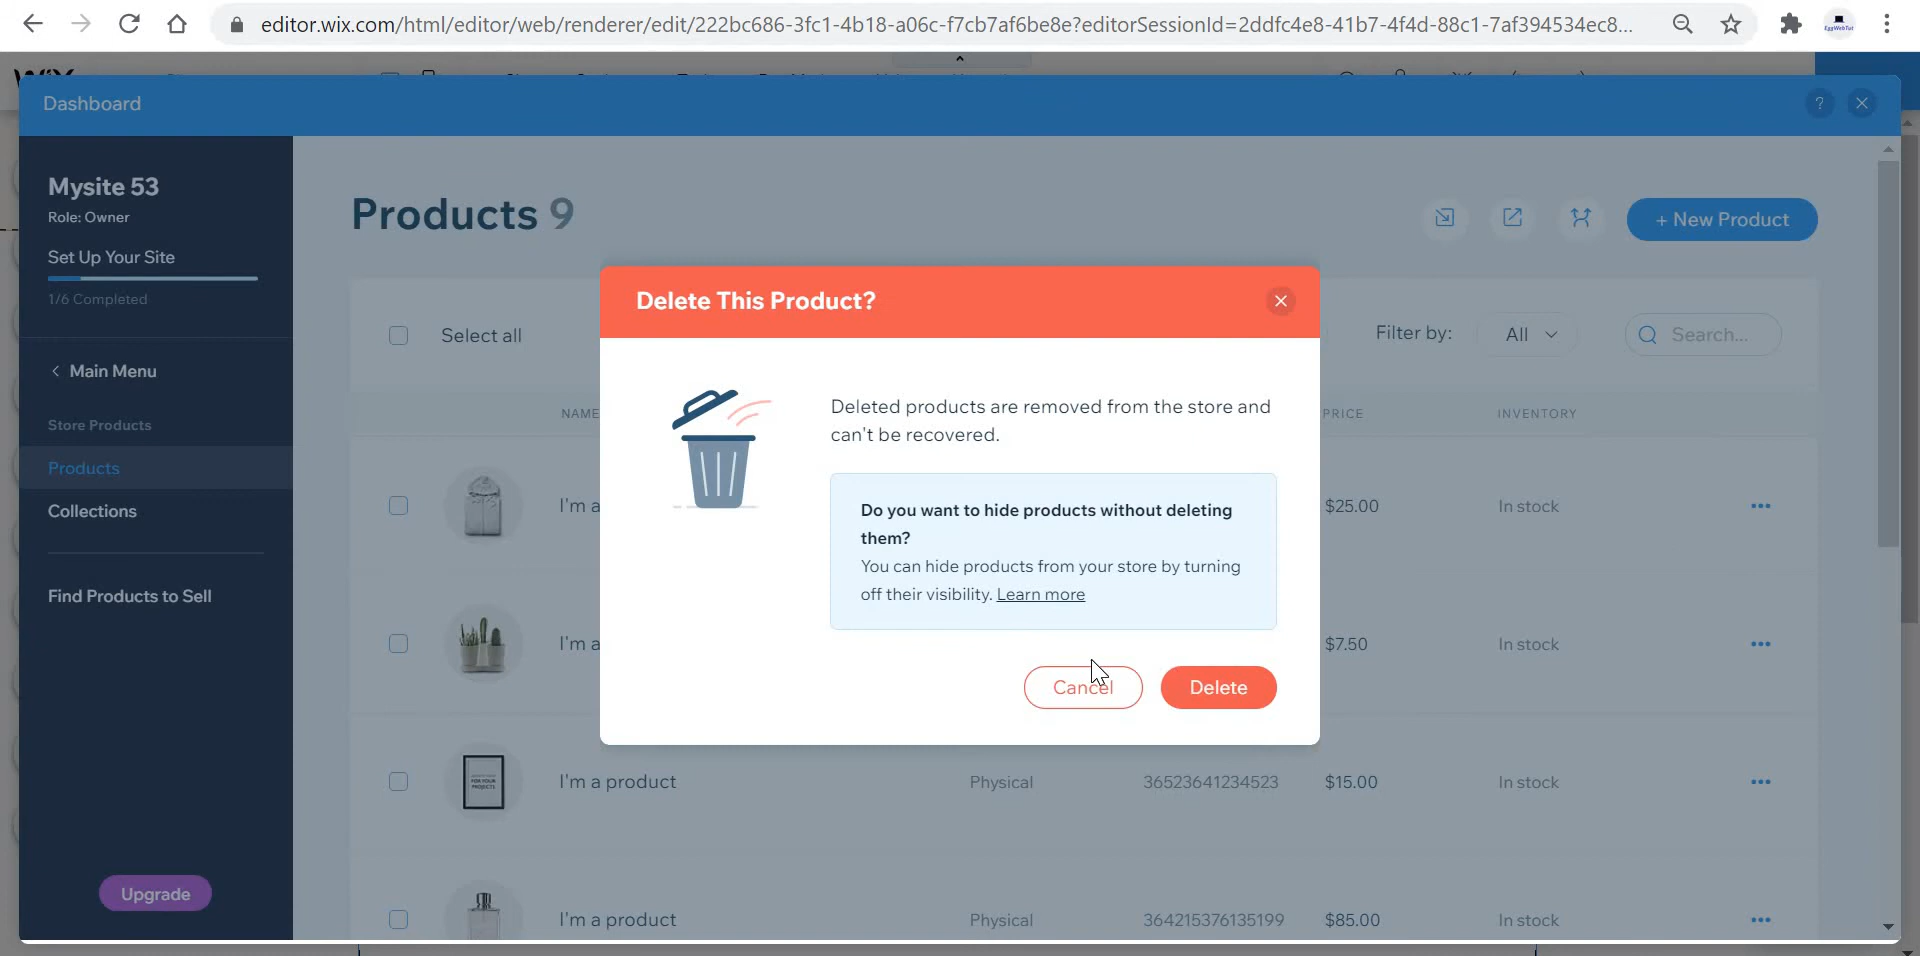 editor.wix.com/html/editor/web/renderer/edit/222bc686-3fc1-4b18-a06c-f7cb7af6be8e?editorSessionId=2ddfc4e8-41b7-4f4d-88c1-7af394534ec8...
Dashboard
?
Mysite 53
Role: Owner
Set Up Your Site
1/6 Completed
Main Menu
Store Products
Products
Collections
Find Products to Sell
Upgrade
Products 9
+ New Product
Select all
Filter by:
All
Search...
NAME
PRICE
INVENTORY
I'm a
$25.00
In stock
I'm a
$7.50
In stock
I'm a product
Physical
36523641234523
$15.00
In stock
I'm a product
Physical
364215376135199
$85.00
In stock
Delete This Product?
Deleted products are removed from the store and
can't be recovered.
Do you want to hide products without deleting
them?
You can hide products from your store by turning
off their visibility. Learn more
Cancel
Delete